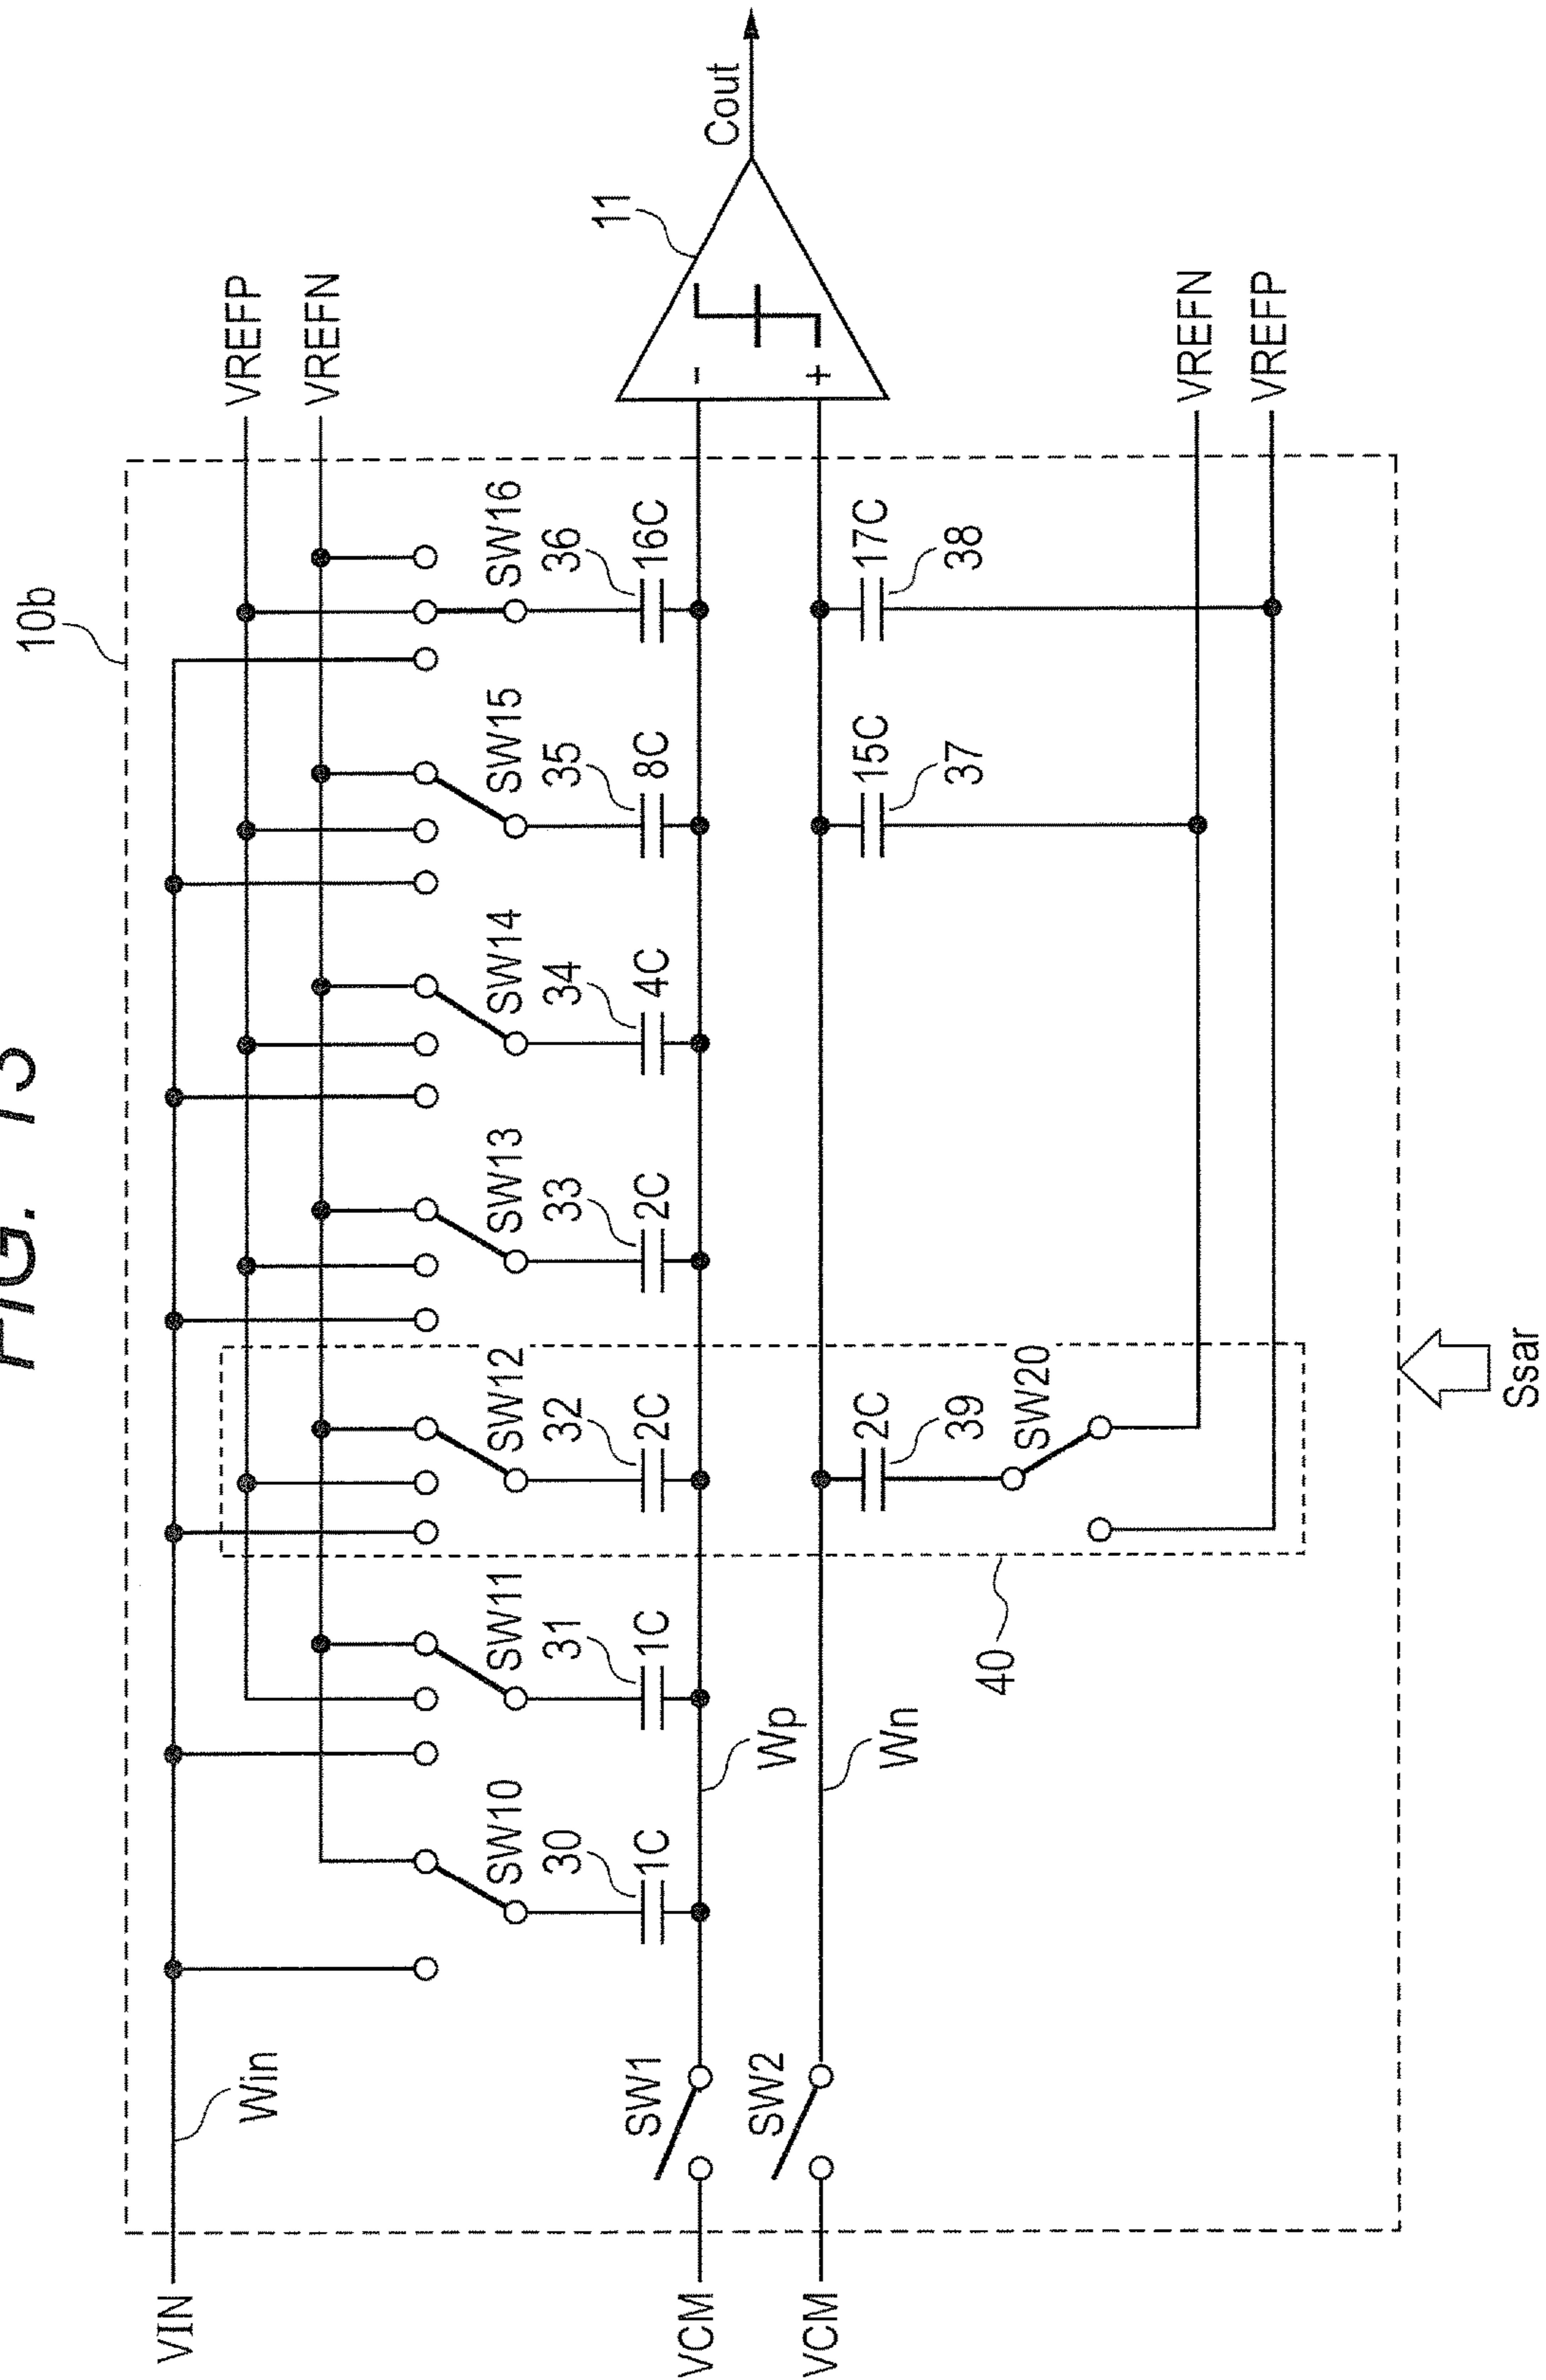 FIG.
10b
VIN
Win
VREFP
VREFN
SW10
SW11
SW12
SW13
SW14
SW15
SW16
30
31
32
33
34
35
36
1C
1C
2C
2C
4C
8C
16C
11
Cout
SW1
VCM
Wp
-
SW2
VCM
Wn
+
2C
15C
17C
39
37
38
SW20
40
VREFN
VREFP
Ssar